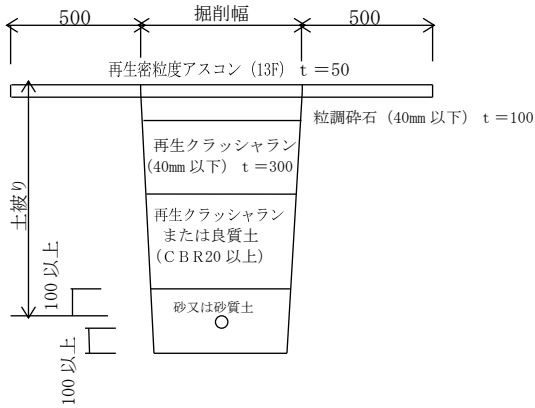 500
掘削幅
500
再生密粒度アスコン（13F）ｔ＝50
粒調砕石（40mm 以下）ｔ＝100
再生クラッシャラン
（40mm 以下）ｔ＝300
再生クラッシャラン
または良質土
（ＣＢＲ20 以上）
土被り
100 以上
砂又は砂質土
100 以上